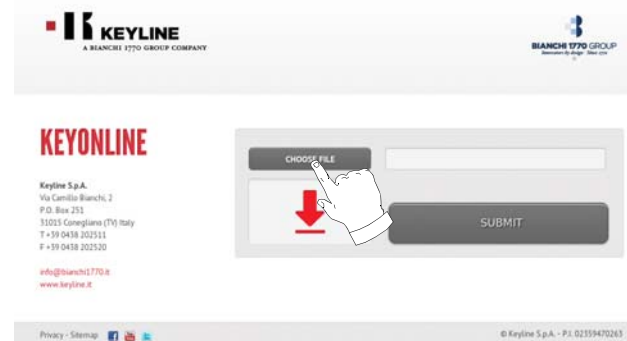 KEYLINE
A BIANCHI 1770 GROUP COMPANY
BIANCHI 1770 GROUP
KEYONLINE
CHOOSE FILE
SUBMIT
Keyline S.p.A.
Via Camillo Bianchi, 2
P.O. Box 251
31015 Conegliano (TV) Italy
T +39 0438 202511
F +39 0438 202520
info@bianchi1770.it
www.keyline.it
Privacy - Sitemap
© Keyline S.p.A. - P.I. 02359470263